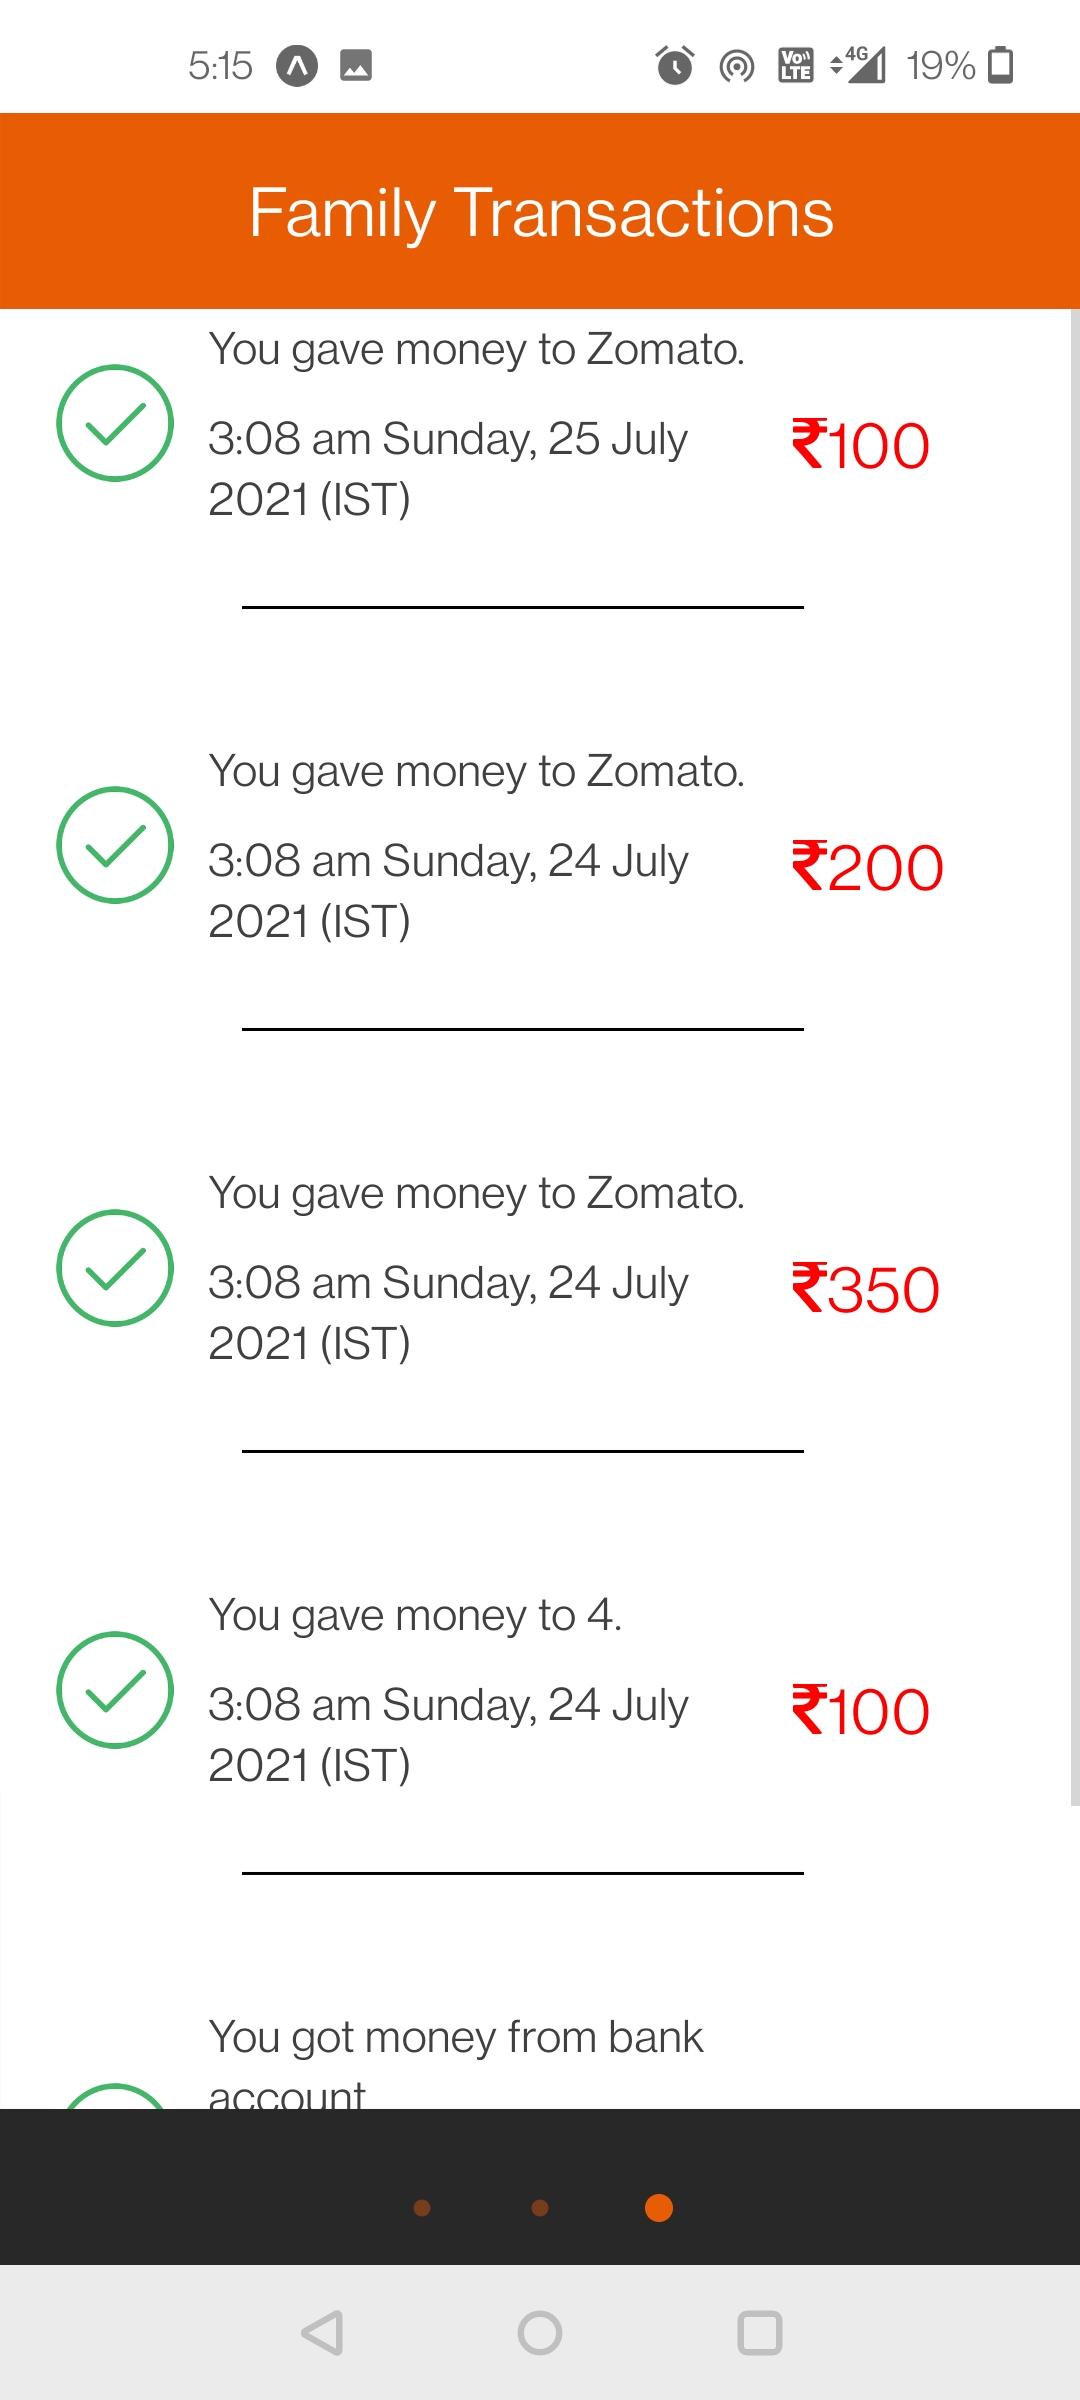 5:15 VoLTE 4G 19%
Family Transactions
You gave money to Zomato.
3:08 am Sunday, 25 July
2021 (IST)
₹100
You gave money to Zomato.
3:08 am Sunday, 24 July
2021 (IST)
₹200
You gave money to Zomato.
3:08 am Sunday, 24 July
2021 (IST)
₹350
You gave money to 4.
3:08 am Sunday, 24 July
2021 (IST)
₹100
You got money from bank
account